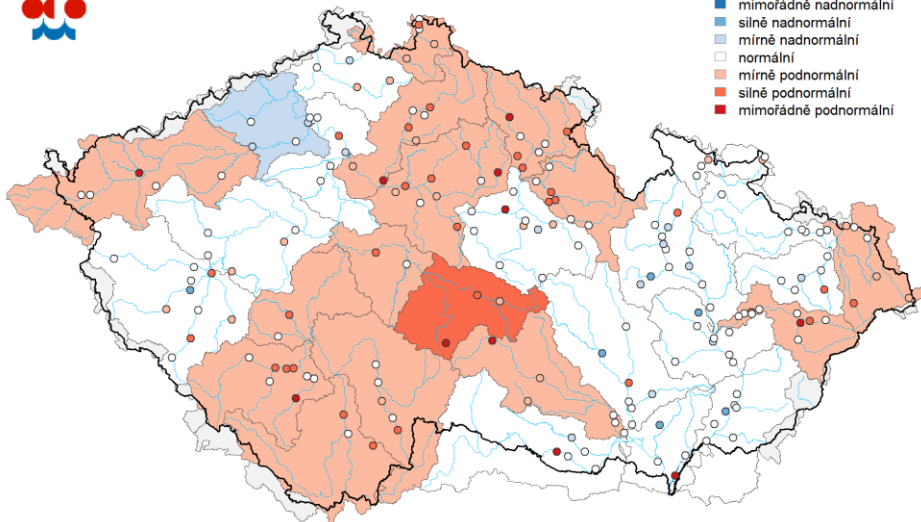 mimořádně nadnormální
silně nadnormální
mírně nadnormální
normální
mírně podnormální
silně podnormální
mimořádně podnormální